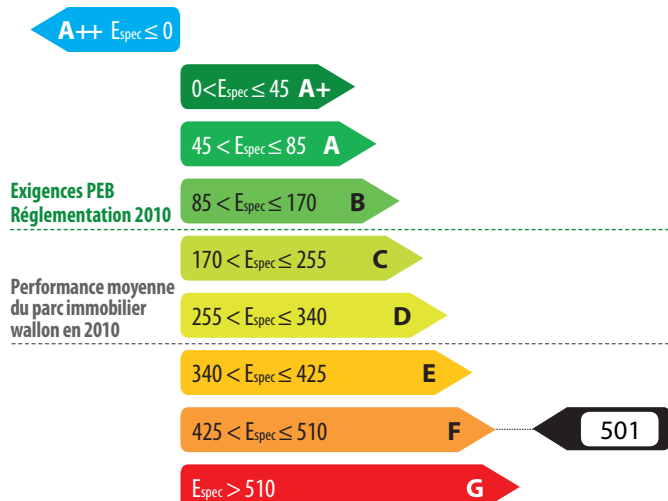 A++ Espec ≤ 0
0<Espec ≤ 45 A+
45 < Espec ≤ 85 A
Exigences PEB
Réglementation 2010
85 < Espec ≤ 170 B
170 < Espec ≤ 255 C
Performance moyenne
du parc immobilier
wallon en 2010
255 < Espec ≤ 340 D
340 < Espec ≤ 425 E
425 < Espec ≤ 510 F
501
Espec > 510 G